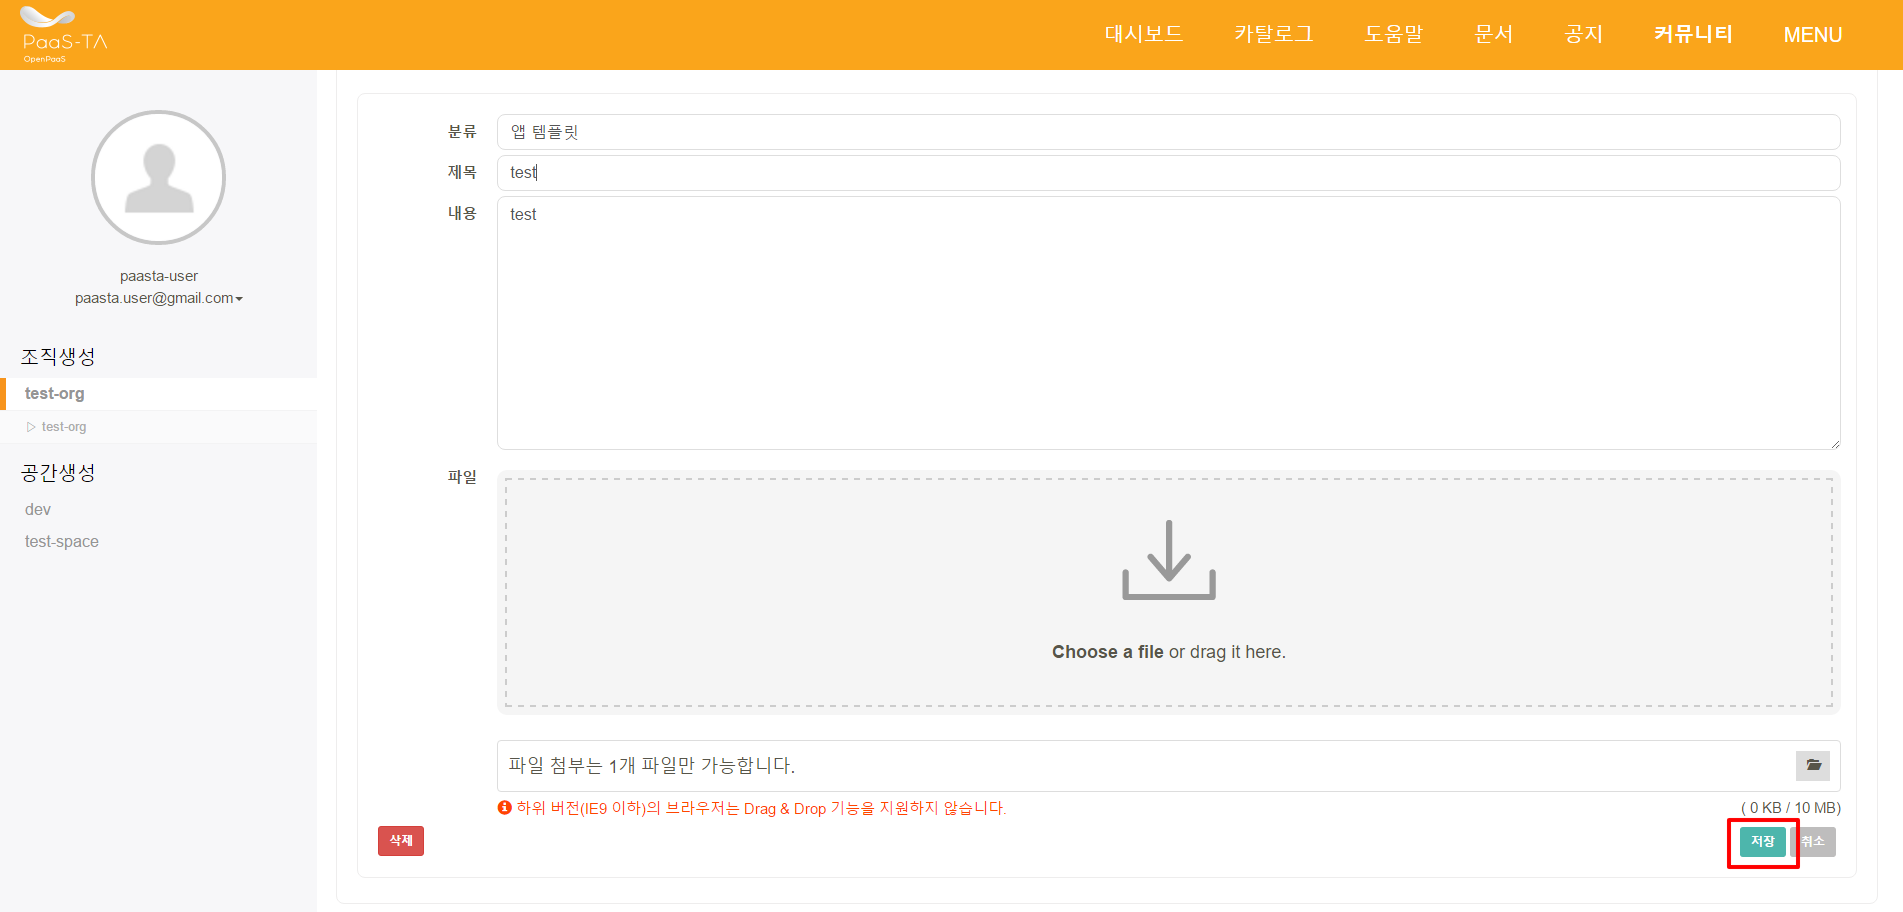 PaaS-TA
OpenPaaS
대시보드 카탈로그 도움말 문서 공지 커뮤니티 MENU
paasta-user
paasta.user@gmail.com
조직생성
test-org
test-org
공간생성
dev
test-space
분류 앱 템플릿
제목 test
내용 test
파일
Choose a file or drag it here.
파일 첨부는 1개 파일만 가능합니다.
하위 버전(IE9 이하)의 브라우저는 Drag & Drop 기능을 지원하지 않습니다. ( 0 KB / 10 MB)
삭제 저장 취소